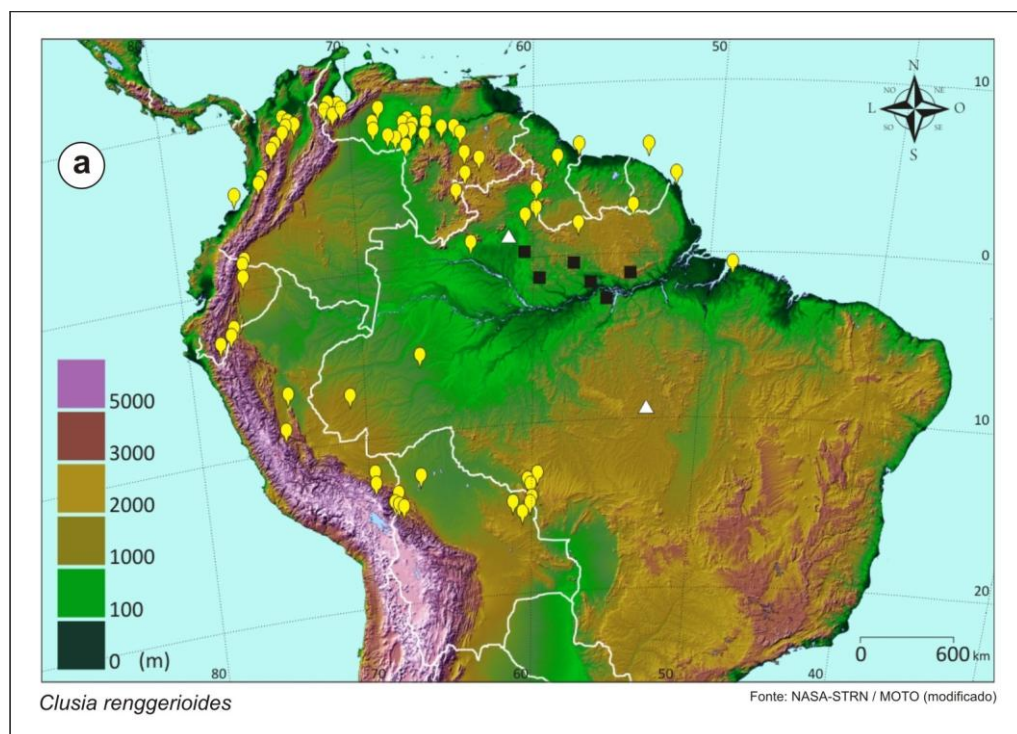 80
70
60
50
10
N
NO
NE
L
O
SO
SE
S
a
0
10
20
5000
3000
2000
1000
100
0 (m)
80
70
60
50
40
0
600 km
Clusia renggerioides
Fonte: NASA-STRN / MOTO (modificado)